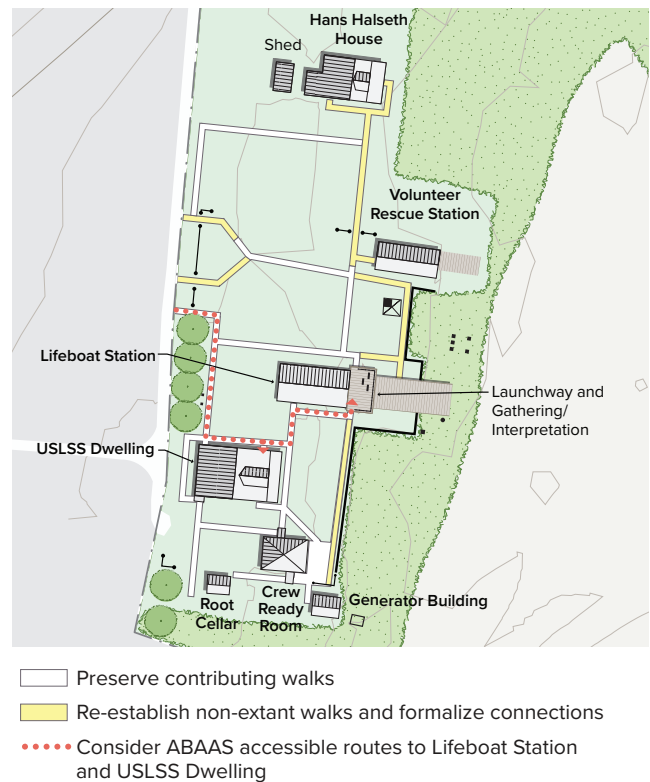 Hans Halseth
House
Shed
Volunteer
Rescue Station
Lifeboat Station
Launchway and
Gathering/
Interpretation
USLSS Dwelling
Root
Cellar
Crew
Ready
Room
Generator Building
Preserve contributing walks
Re-establish non-extant walks and formalize connections
Consider ABAAS accessible routes to Lifeboat Station
and USLSS Dwelling